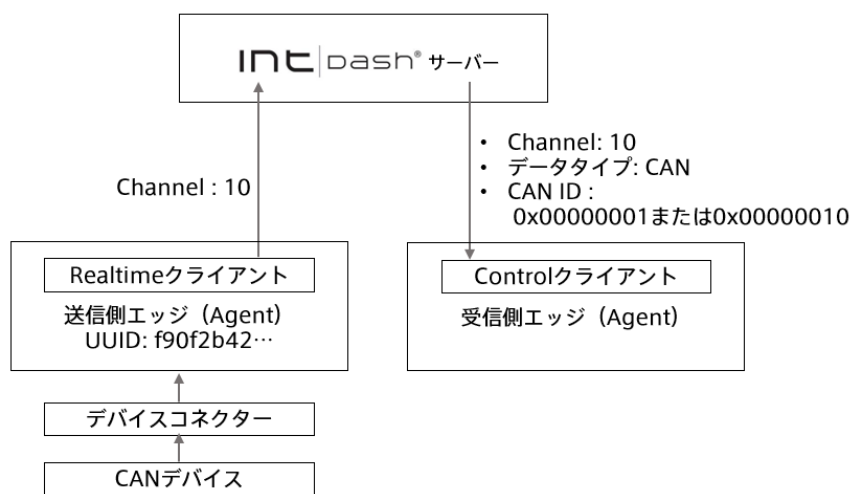 intDash® サーバー
Channel : 10
• Channel: 10
• データタイプ: CAN
• CAN ID :
0x00000001または0x00000010
Realtimeクライアント
送信側エッジ（Agent）
UUID: f90f2b42…
Controlクライアント
受信側エッジ（Agent）
デバイスコネクター
CANデバイス